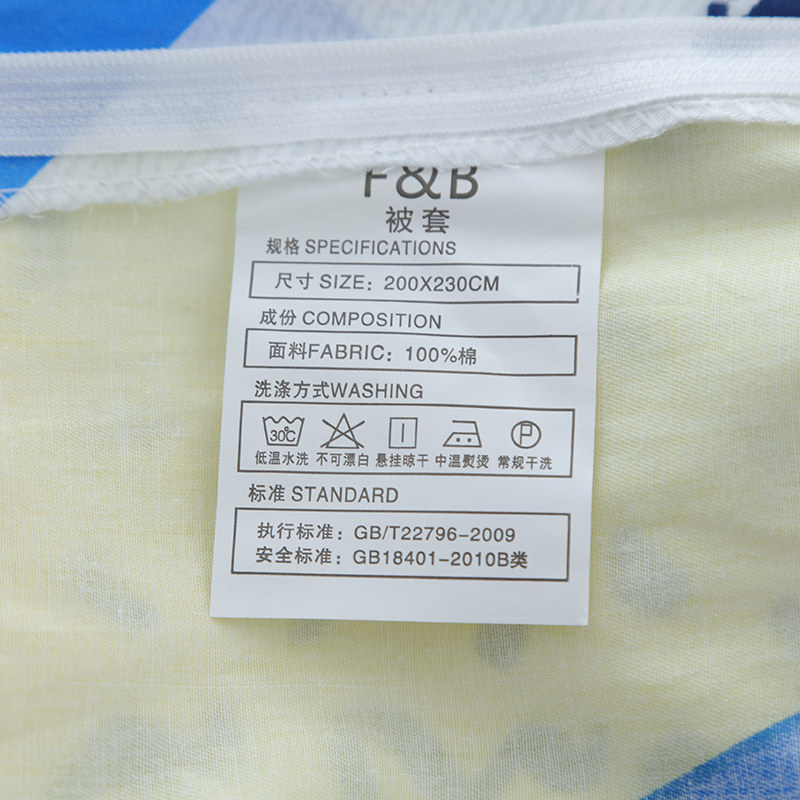 F&B
被套
规格 SPECIFICATIONS
尺寸 SIZE: 200X230CM
成份 COMPOSITION
面料FABRIC: 100%棉
洗涤方式WASHING
30℃ P
低温水洗 不可漂白 悬挂晾干 中温熨烫 常规干洗
标准 STANDARD
执行标准: GB/T22796-2009
安全标准: GB18401-2010B类